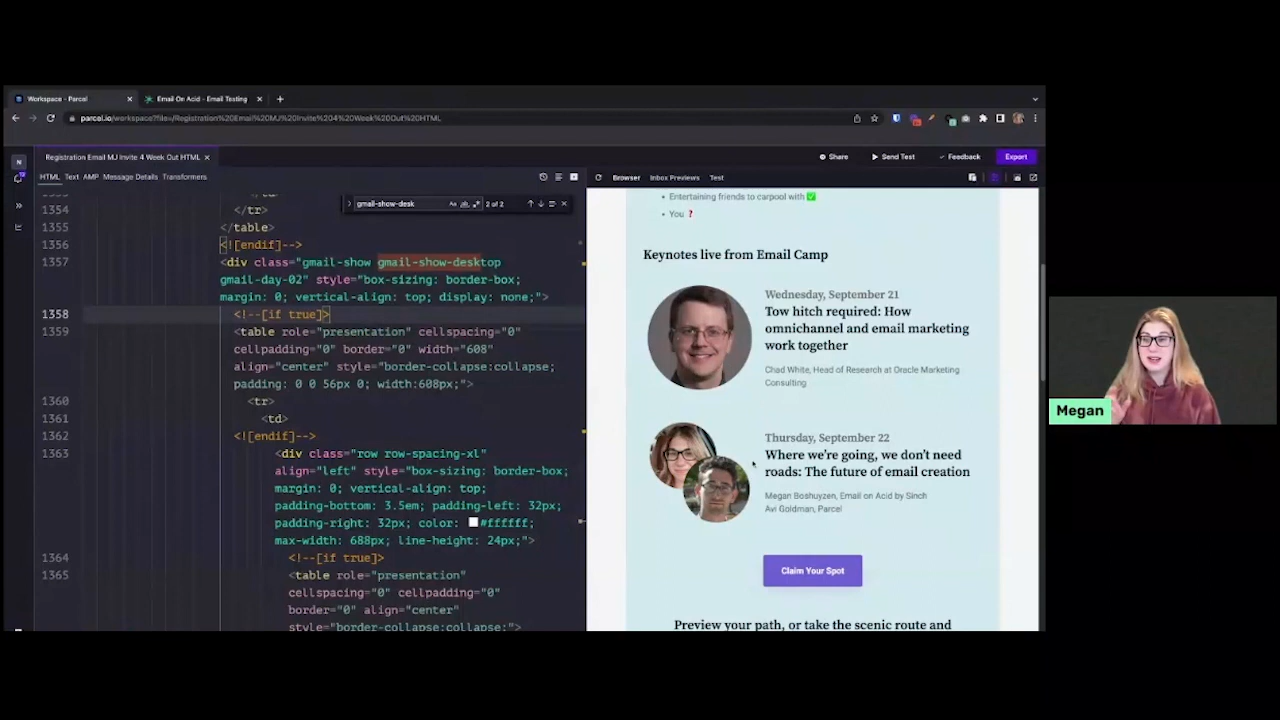 Workspace - Parcel
Email On Acid - Email Testing
parcel.io/workspace?file=/Registration%20Email%20MJ%20Invite%204%20Week%20Out%20HTML
N
Registration Email MJ Invite 4 Week Out HTML
Share
Send Test
Feedback
Export
HTML Text AMP Message Details Transformers
Browser Inbox Previews Test
gmail-show-desk
2 of 2
1354 </tr>
1355 </table>
1356 <![endif]-->
1357 <div class="gmail-show gmail-show-desktop
gmail-day-02" style="box-sizing: border-box;
margin: 0; vertical-align: top; display: none;">
1358 <!--[if true]>
1359 <table role="presentation" cellspacing="0"
cellpadding="0" border="0" width="608"
align="center" style="border-collapse:collapse;
padding: 0 0 56px 0; width:608px;">
1360 <tr>
1361 <td>
1362 <![endif]-->
1363 <div class="row row-spacing-xl"
align="left" style="box-sizing: border-box;
margin: 0; vertical-align: top;
padding-bottom: 3.5em; padding-left: 32px;
padding-right: 32px; color: #ffffff;
max-width: 688px; line-height: 24px;">
1364 <!--[if true]>
1365 <table role="presentation"
cellspacing="0" cellpadding="0"
border="0" align="center"
style="border-collapse:collapse;">
• Entertaining friends to carpool with ✅
• You ❓
Keynotes live from Email Camp
Wednesday, September 21
Tow hitch required: How
omnichannel and email marketing
work together
Chad White, Head of Research at Oracle Marketing
Consulting
Thursday, September 22
Where we're going, we don't need
roads: The future of email creation
Megan Boshuyzen, Email on Acid by Sinch
Avi Goldman, Parcel
Claim Your Spot
Preview your path, or take the scenic route and
Megan